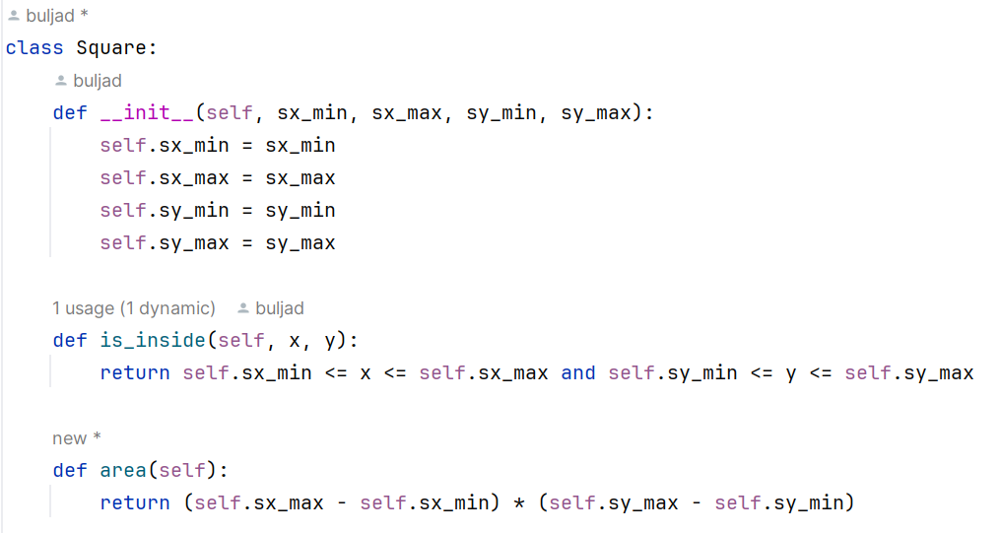 buljad *
class Square:
buljad
def __init__(self, sx_min, sx_max, sy_min, sy_max):
self.sx_min = sx_min
self.sx_max = sx_max
self.sy_min = sy_min
self.sy_max = sy_max
1 usage (1 dynamic) buljad
def is_inside(self, x, y):
return self.sx_min <= x <= self.sx_max and self.sy_min <= y <= self.sy_max
new *
def area(self):
return (self.sx_max - self.sx_min) * (self.sy_max - self.sy_min)